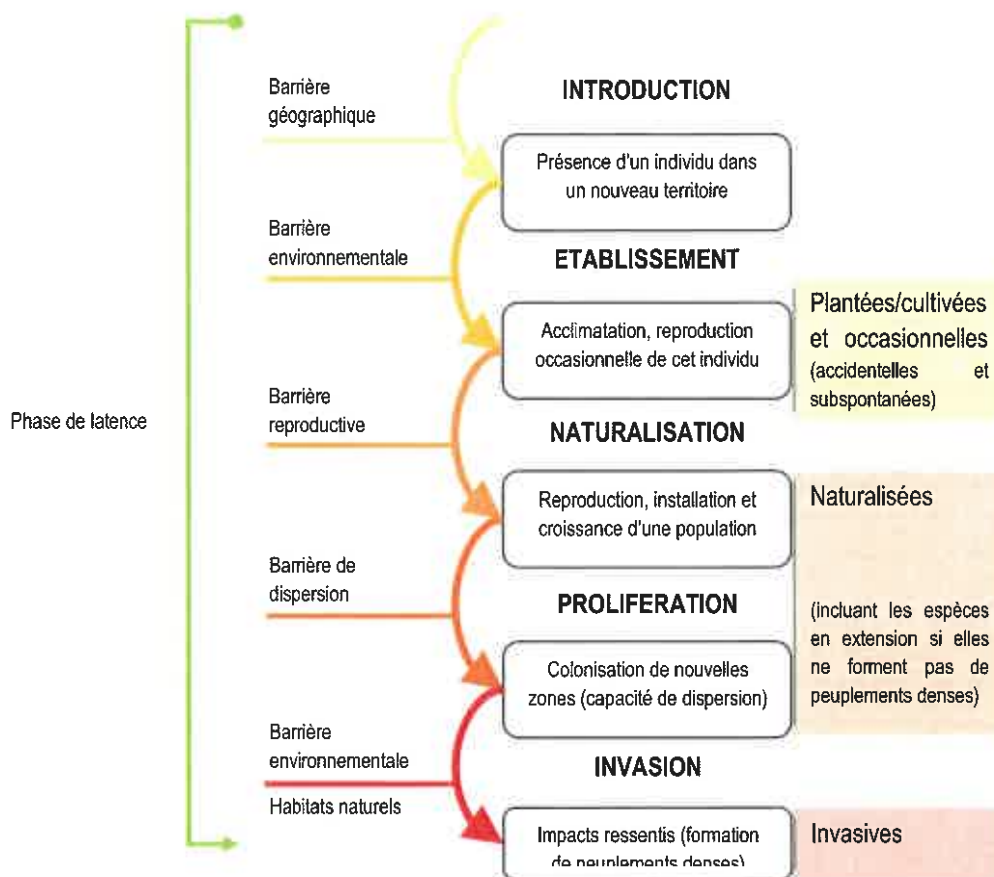 Barrière
géographique
INTRODUCTION
Présence d'un individu dans
un nouveau territoire
Barrière
environnementale
ETABLISSEMENT
Acclimatation, reproduction
occasionnelle de cet individu
Plantées/cultivées
et occasionnelles
(accidentelles et
subspontanées)
Phase de latence
Barrière
reproductive
NATURALISATION
Reproduction, installation et
croissance d'une population
Naturalisées
Barrière de
dispersion
PROLIFERATION
(incluant les espèces
en extension si elles
ne forment pas de
peuplements denses)
Colonisation de nouvelles
zones (capacité de dispersion)
Barrière
environnementale
Habitats naturels
INVASION
Impacts ressentis (formation
de peuplements denses)
Invasives